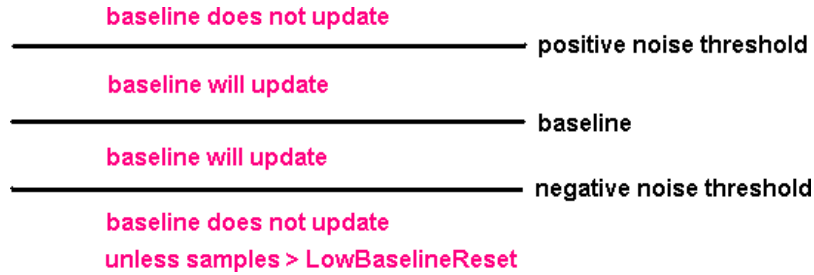 baseline does not update
positive noise threshold
baseline will update
baseline
baseline will update
negative noise threshold
baseline does not update
unless samples > LowBaselineReset